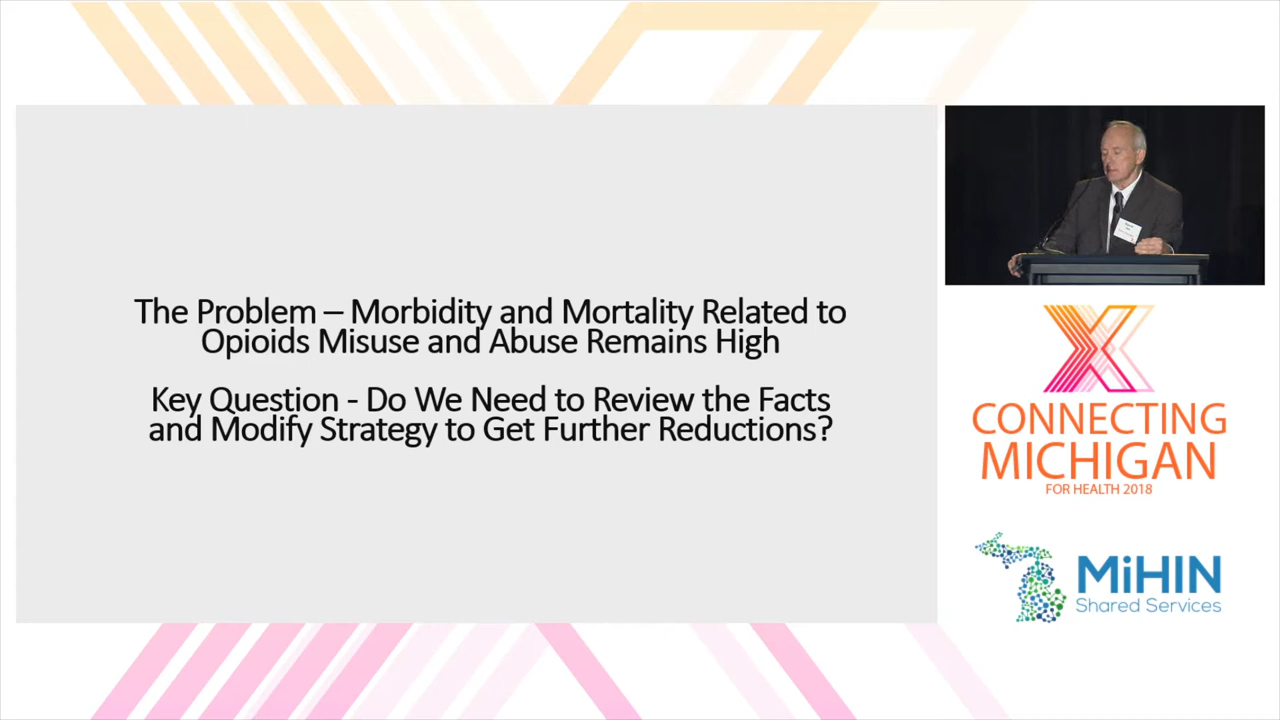 The Problem – Morbidity and Mortality Related to
Opioids Misuse and Abuse Remains High
Key Question - Do We Need to Review the Facts
and Modify Strategy to Get Further Reductions?
CONNECTING
MICHIGAN
FOR HEALTH 2018
MiHIN
Shared Services